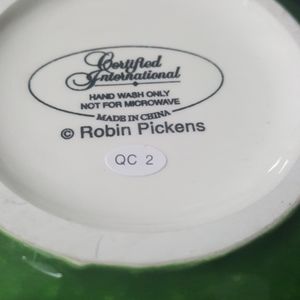 Certified
International
HAND WASH ONLY
NOT FOR MICROWAVE
MADE IN CHINA
© Robin Pickens
QC 2